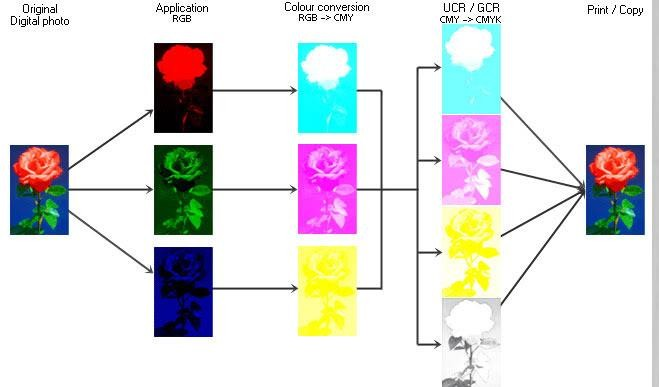 Original
Digital photo
Application
RGB
Colour conversion
RGB -> CMY
UCR / GCR
CMY -> CMYK
Print / Copy